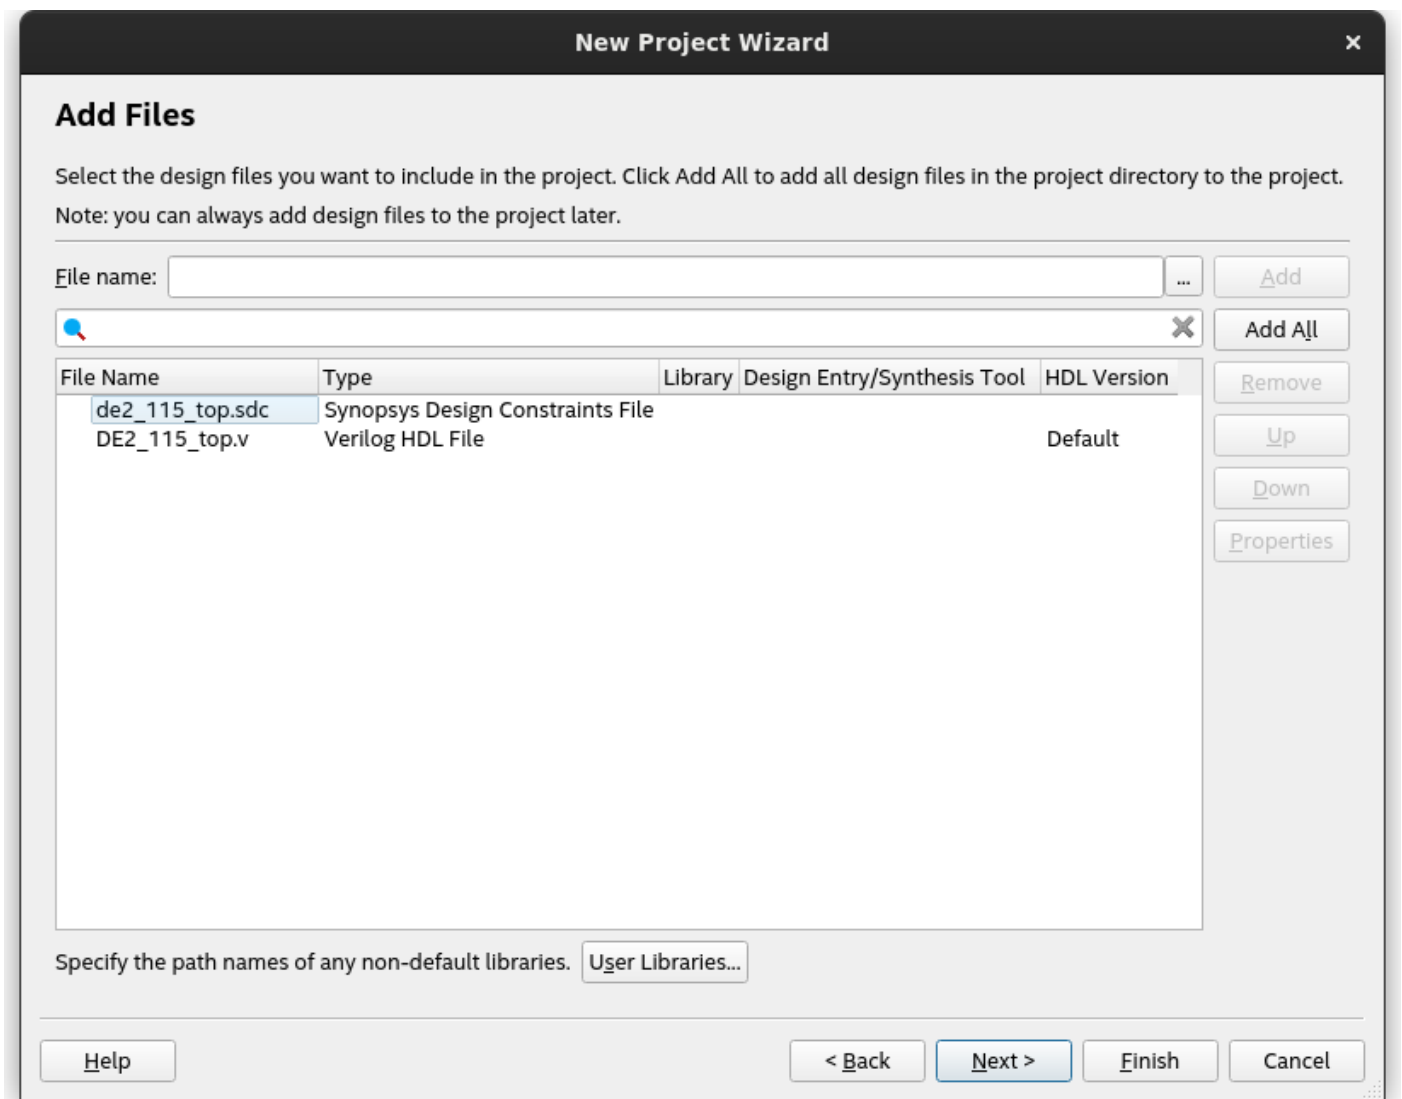 New Project Wizard
×
Add Files
Select the design files you want to include in the project. Click Add All to add all design files in the project directory to the project.
Note: you can always add design files to the project later.
File name: ... Add
Add All
File Name Type Library Design Entry/Synthesis Tool HDL Version
Remove
de2_115_top.sdc Synopsys Design Constraints File
DE2_115_top.v Verilog HDL File Default
Up
Down
Properties
Specify the path names of any non-default libraries. User Libraries...
Help < Back Next > Finish Cancel